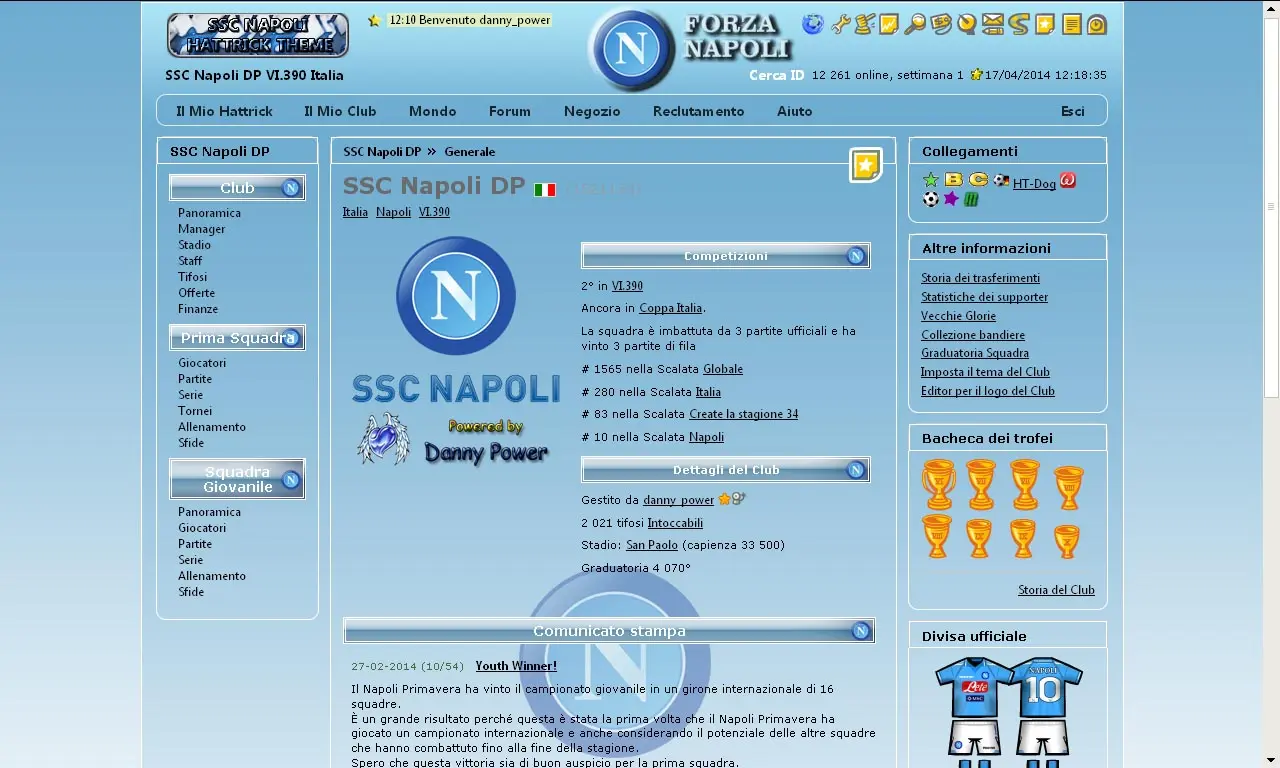 SSC NAPOLI
HATTRICK THEME
12:10 Benvenuto danny_power
N
FORZA
NAPOLI
SSC Napoli DP VI.390 Italia
Cerca ID 12 261 online, settimana 1 17/04/2014 12:18:35
Il Mio Hattrick Il Mio Club Mondo Forum Negozio Reclutamento Aiuto Esci
SSC Napoli DP
Club N
Panoramica
Manager
Stadio
Staff
Tifosi
Offerte
Finanze
Prima Squadra
Giocatori
Partite
Serie
Tornei
Allenamento
Sfide
Squadra
Giovanile N
Panoramica
Giocatori
Partite
Serie
Allenamento
Sfide
SSC Napoli DP » Generale
SSC Napoli DP
Italia Napoli VI.390
N
SSC NAPOLI
Powered by
Danny Power
Competizioni N
2° in VI.390
Ancora in Coppa Italia.
La squadra è imbattuta da 3 partite ufficiali e ha
vinto 3 partite di fila
# 1565 nella Scalata Globale
# 280 nella Scalata Italia
# 83 nella Scalata Create la stagione 34
# 10 nella Scalata Napoli
Dettagli del Club N
Gestito da danny_power
2 021 tifosi Intoccabili
Stadio: San Paolo (capienza 33 500)
Graduatoria 4 070°
Comunicato stampa N
N
27-02-2014 (10/54) Youth Winner!
Il Napoli Primavera ha vinto il campionato giovanile in un girone internazionale di 16
squadre.
È un grande risultato perché questa è stata la prima volta che il Napoli Primavera ha
giocato un campionato internazionale e anche considerando il potenziale delle altre squadre
che hanno combattuto fino alla fine della stagione.
Spero che questa vittoria sia di buon auspicio per la prima squadra.
Collegamenti
HT-Dog
Altre informazioni
Storia dei trasferimenti
Statistiche dei supporter
Vecchie Glorie
Collezione bandiere
Graduatoria Squadra
Imposta il tema del Club
Editor per il logo del Club
Bacheca dei trofei
Storia del Club
Divisa ufficiale
Lete
NAPOLI
10